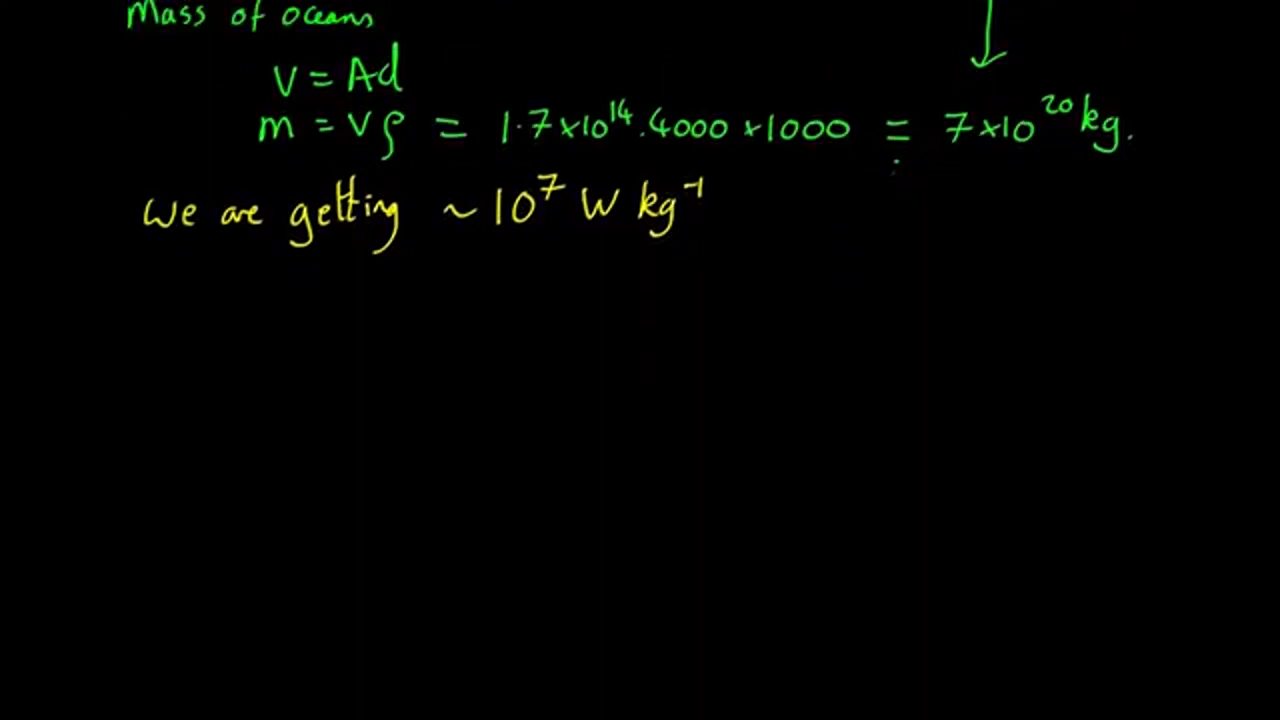 Mass of oceans
V = Ad
m = Vρ = 1.7×10¹⁴.4000 ×1000 = 7×10²⁰ kg.
We are getting ~10⁷ W kg⁻¹